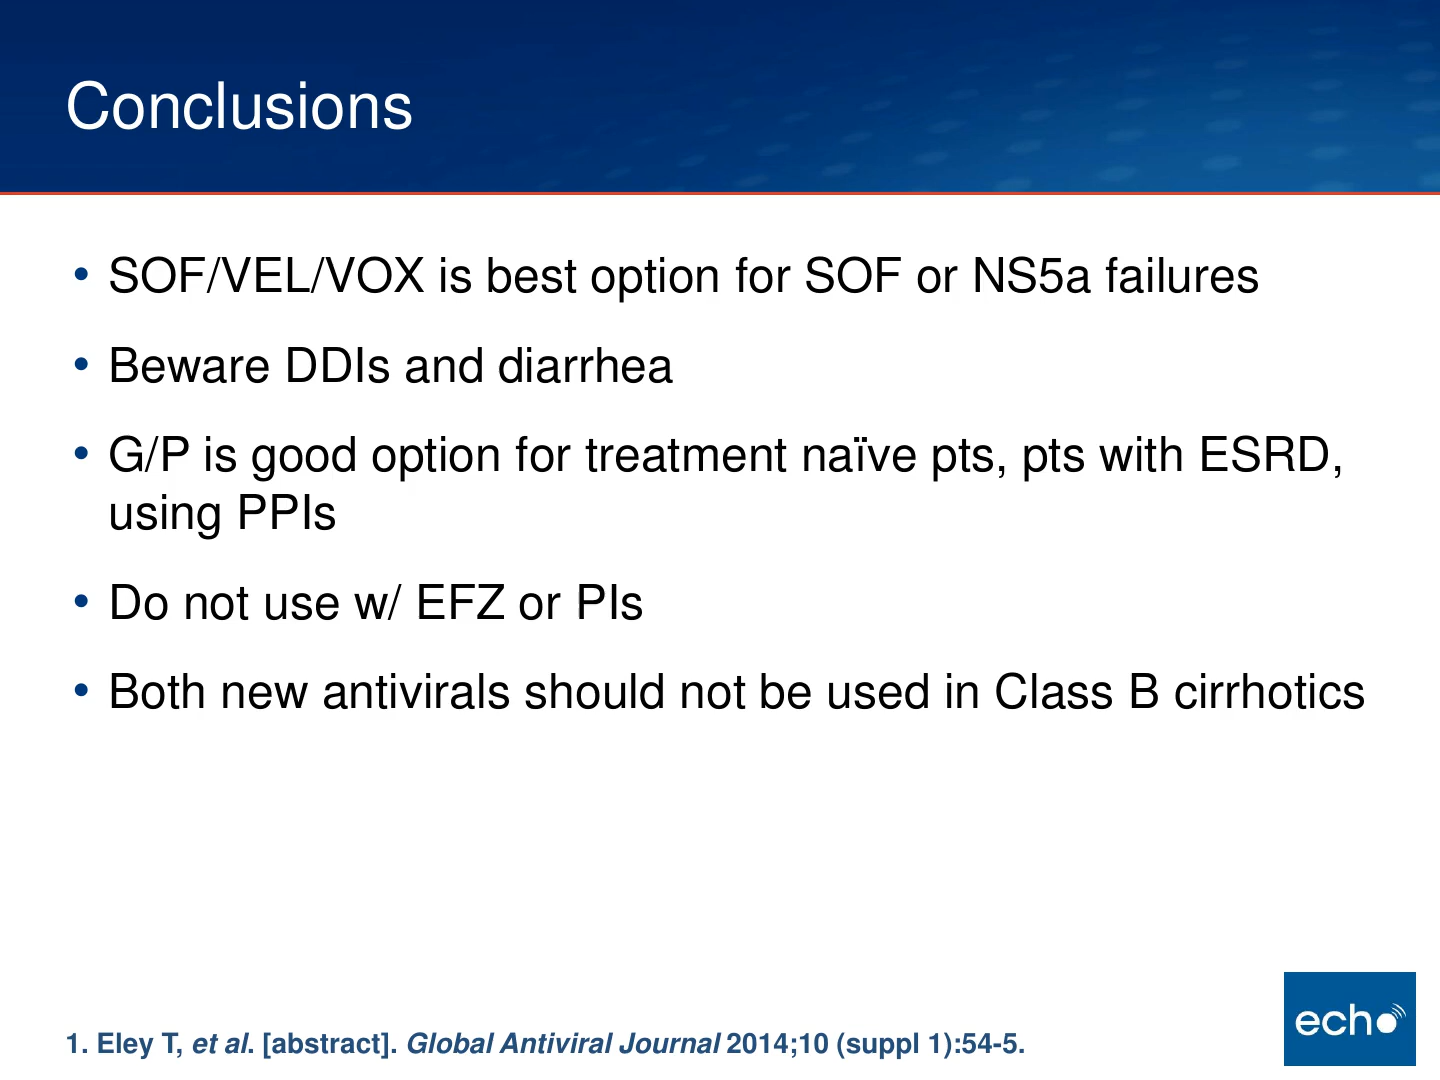 Conclusions
• SOF/VEL/VOX is best option for SOF or NS5a failures
• Beware DDIs and diarrhea
• G/P is good option for treatment naïve pts, pts with ESRD,
using PPIs
• Do not use w/ EFZ or PIs
• Both new antivirals should not be used in Class B cirrhotics
echo
1. Eley T, et al. [abstract]. Global Antiviral Journal 2014;10 (suppl 1):54-5.